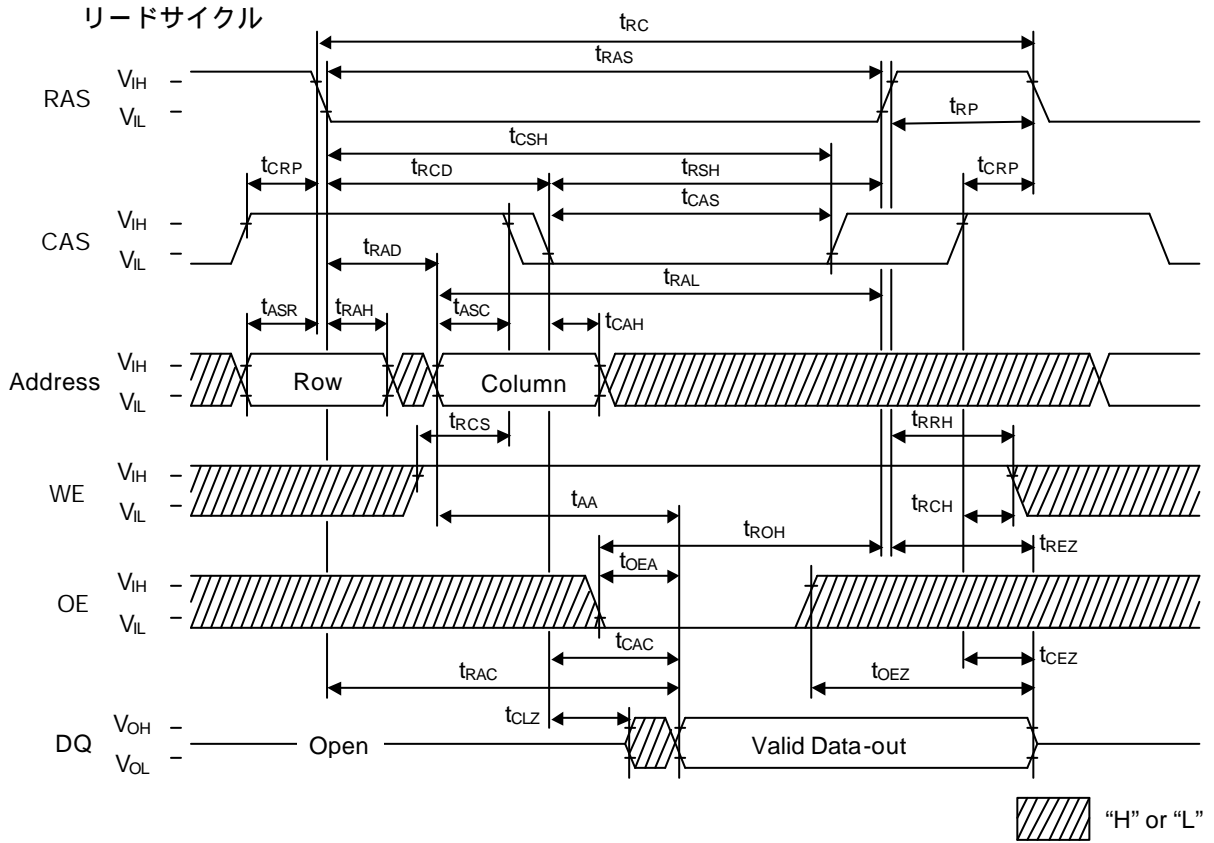 リードサイクル
tRC
tRAS
RAS
VIH
VIL
tRP
tCSH
tCRP
tRCD
tRSH
tCRP
tCAS
CAS
VIH
VIL
tRAD
tRAL
tASR
tRAH
tASC
tCAH
Address
VIH
VIL
Row
Column
tRCS
tRRH
WE
VIH
VIL
tAA
tRCH
tROH
tREZ
tOEA
OE
VIH
VIL
tCAC
tCEZ
tRAC
tOEZ
tCLZ
DQ
VOH
VOL
Open
Valid Data-out
“H” or “L”